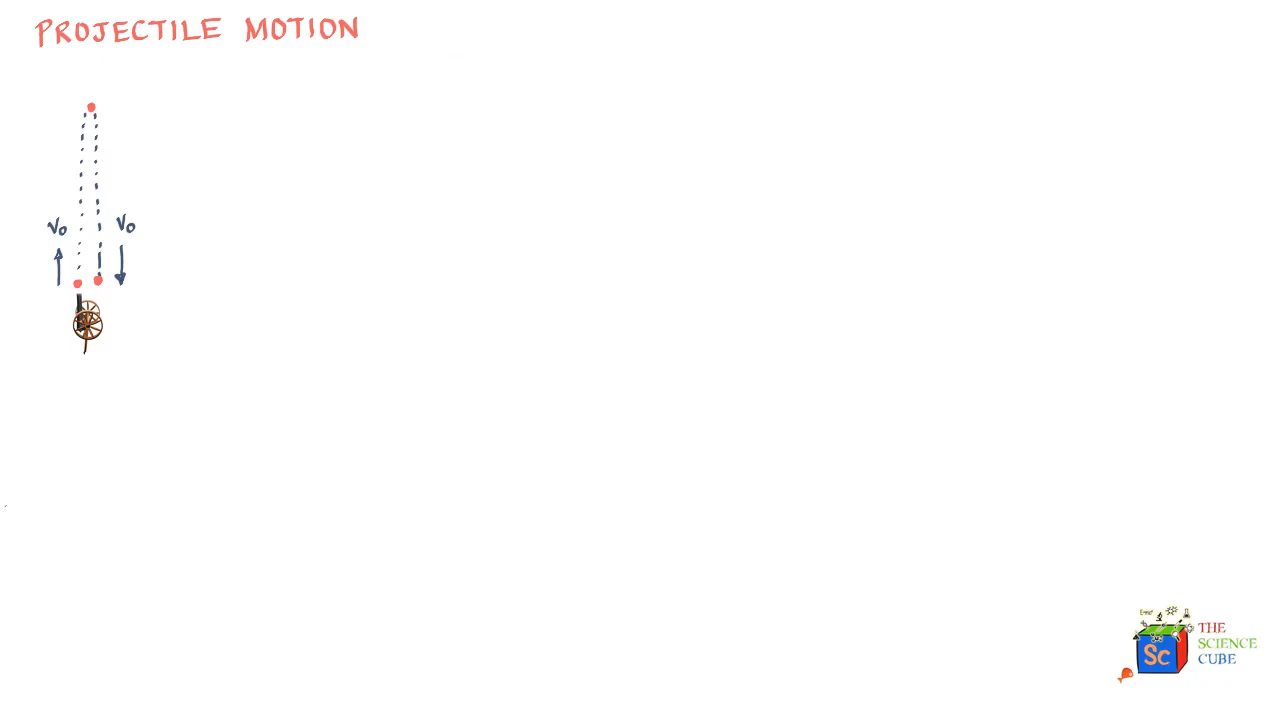 PROJECTILE MOTION
V₀ V₀
Sc
THE
SCIENCE
CUBE